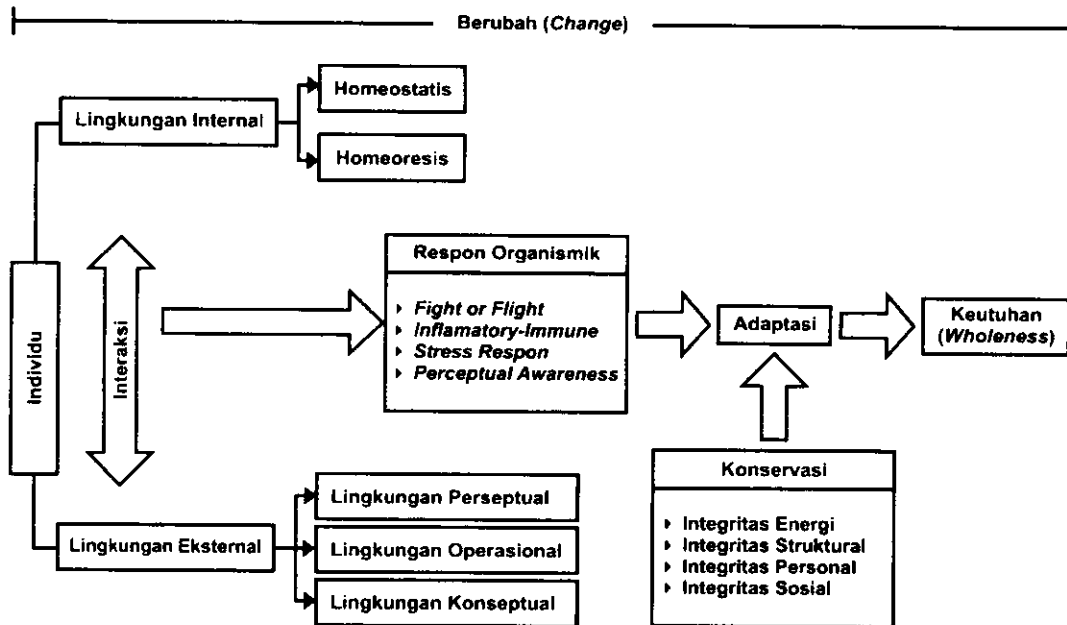 Berubah (Change)
Homeostatis
Lingkungan Internal
Homeoresis
Individu
Interaksi
Respon Organismik
Fight or Flight
Inflamatory-Immune
Stress Respon
Perceptual Awareness
Adaptasi
Keutuhan
(Wholeness)
Konservasi
Integritas Energi
Integritas Struktural
Integritas Personal
Integritas Sosial
Lingkungan Perseptual
Lingkungan Eksternal
Lingkungan Operasional
Lingkungan Konseptual